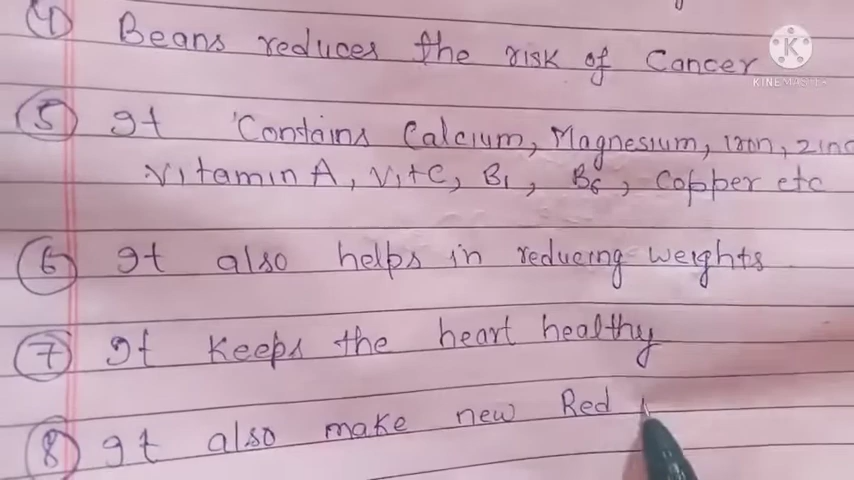 (4) Beans reduces the risk of Cancer
KINEMASTER
(5) It Contains Calcium, Magnesium, Iron, Zinc
Vitamin A, Vit C, B1, B6, Copper etc
(6) It also helps in reducing weights
(7) It keeps the heart healthy
(8) It also make new Red